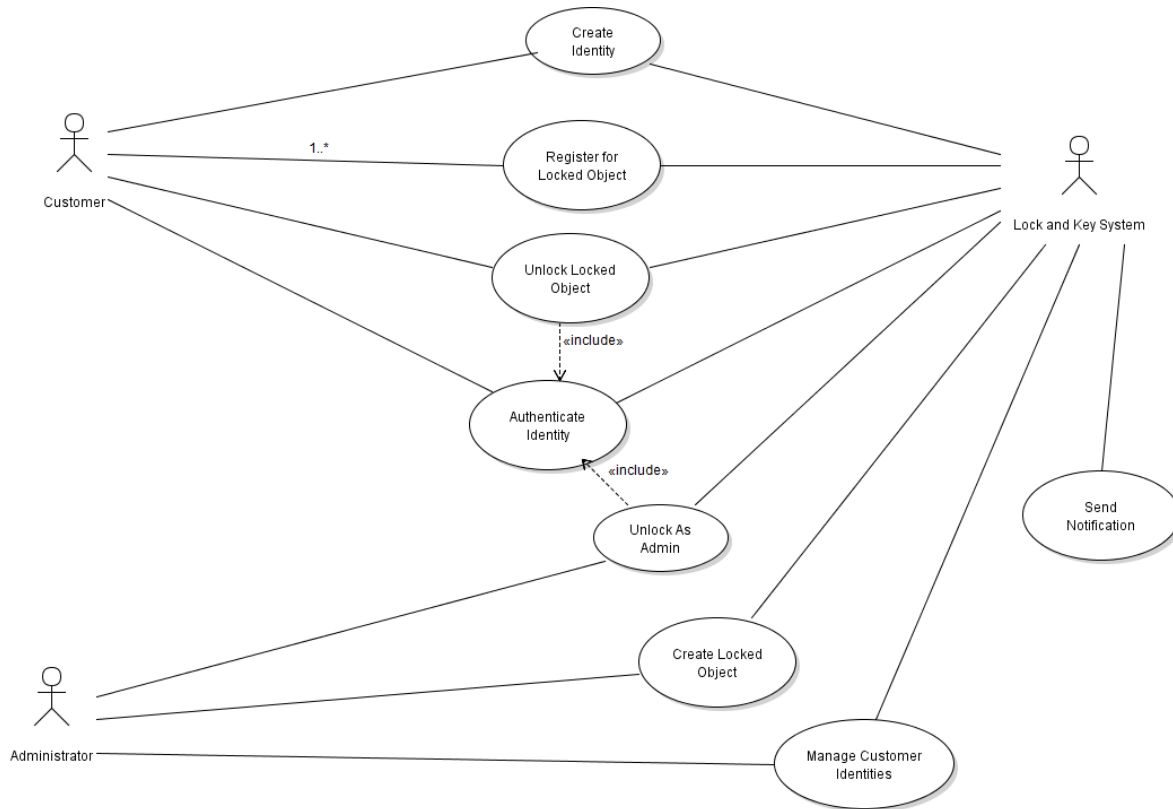 Create
Identity
1..*
Register for
Locked Object
Customer
Lock and Key System
Unlock Locked
Object
«include»
Authenticate
Identity
«include»
Send
Notification
Unlock As
Admin
Create Locked
Object
Administrator
Manage Customer
Identities